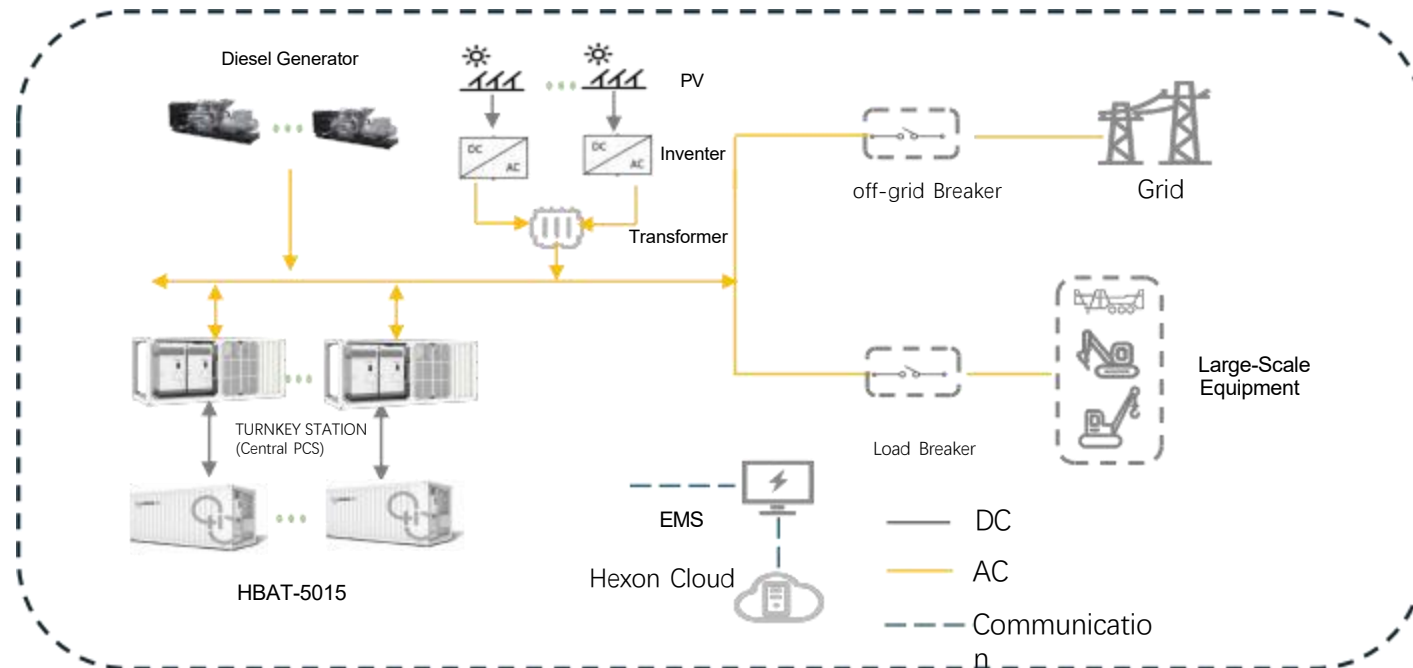 Diesel Generator
PV
DC
AC
DC
AC
Inventer
Transformer
off-grid Breaker
Grid
TURNKEY STATION
(Central PCS)
Load Breaker
Large-Scale
Equipment
HBAT-5015
EMS
Hexon Cloud
DC
AC
Communicatio
n